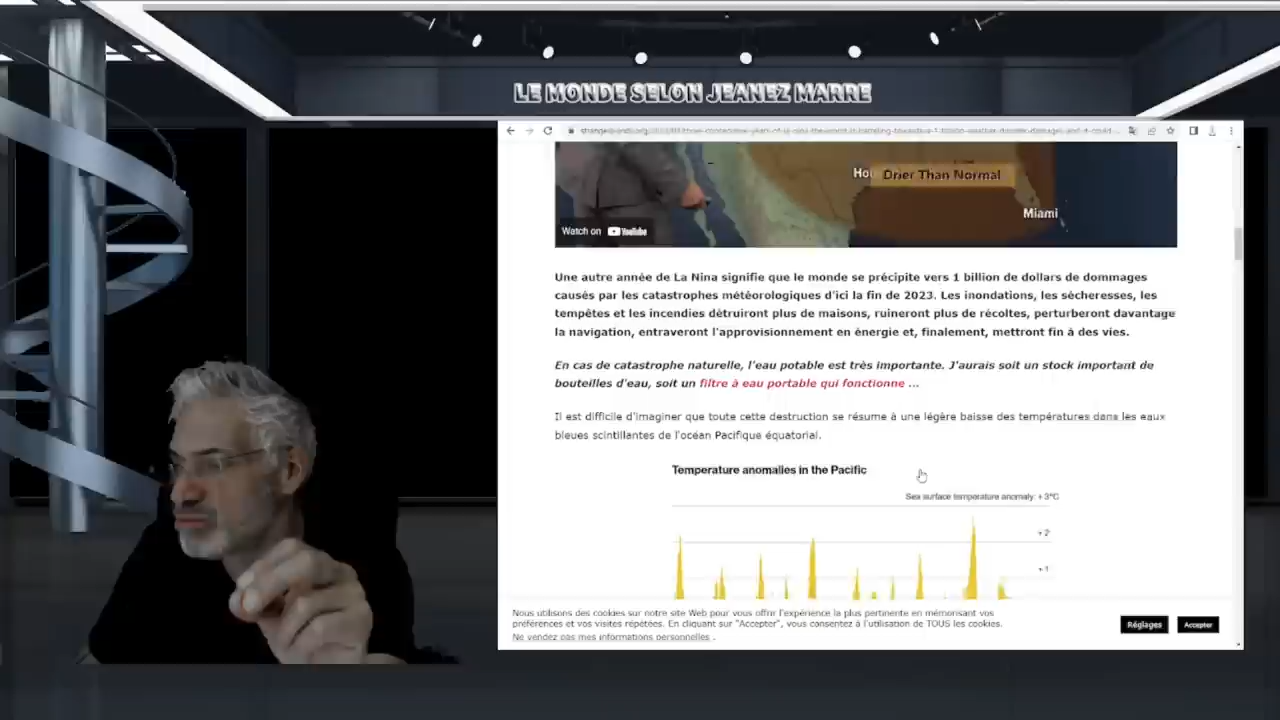 LE MONDE SELON JEANEZ MARRE
Drier Than Normal
Miami
Watch on YouTube
Une autre année de La Nina signifie que le monde se précipite vers 1 billion de dollars de dommages
causés par les catastrophes météorologiques d'ici la fin de 2023. Les inondations, les sécheresses, les
tempêtes et les incendies détruiront plus de maisons, ruineront plus de récoltes, perturberont davantage
la navigation, entraveront l'approvisionnement en énergie et, finalement, mettront fin à des vies.
En cas de catastrophe naturelle, l'eau potable est très importante. J'aurais soit un stock important de
bouteilles d'eau, soit un filtre à eau portable qui fonctionne ...
Il est difficile d'imaginer que toute cette destruction se résume à une légère baisse des températures dans les eaux
bleues scintillantes de l'océan Pacifique équatorial.
Temperature anomalies in the Pacific
Sea surface temperature anomaly: + 3°C
+ 2
+ 1
Nous utilisons des cookies sur notre site Web pour vous offrir l'expérience la plus pertinente en mémorisant vos
préférences et vos visites répétées. En cliquant sur "Accepter", vous consentez à l'utilisation de TOUS les cookies.
Ne vendez pas mes informations personnelles .
Réglages
Accepter